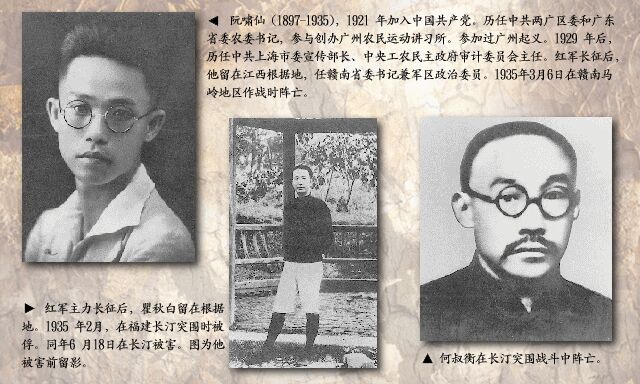 ◀ 阮啸仙（1897-1935），1921 年加入中国共产党。历任中共两广区委和广东
省委农委书记，参与创办广州农民运动讲习所。参加过广州起义。1929 年后，
历任中共上海市委宣传部长、中央工农民主政府审计委员会主任。红军长征后，
他留在江西根据地，任赣南省委书记兼军区政治委员。1935年3月6日在赣南马
岭地区作战时阵亡。
▶ 红军主力长征后，瞿秋白留在根据
地。1935 年2月，在福建长汀突围时被
俘。同年6 月18日在长汀被害。图为他
被害前留影。
▲ 何叔衡在长汀突围战斗中阵亡。